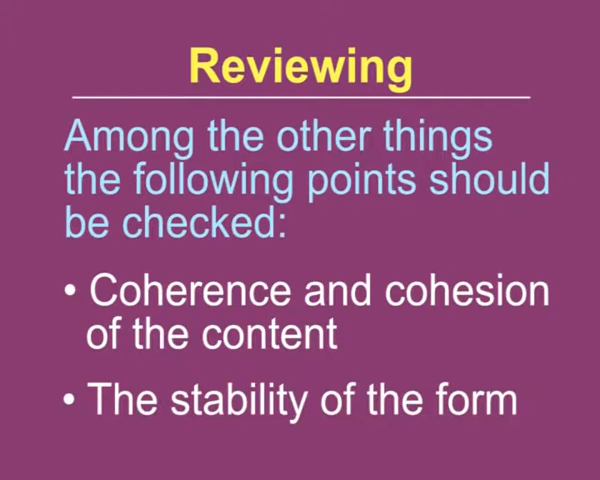 Reviewing
Among the other things
the following points should
be checked:
• Coherence and cohesion
of the content
• The stability of the form